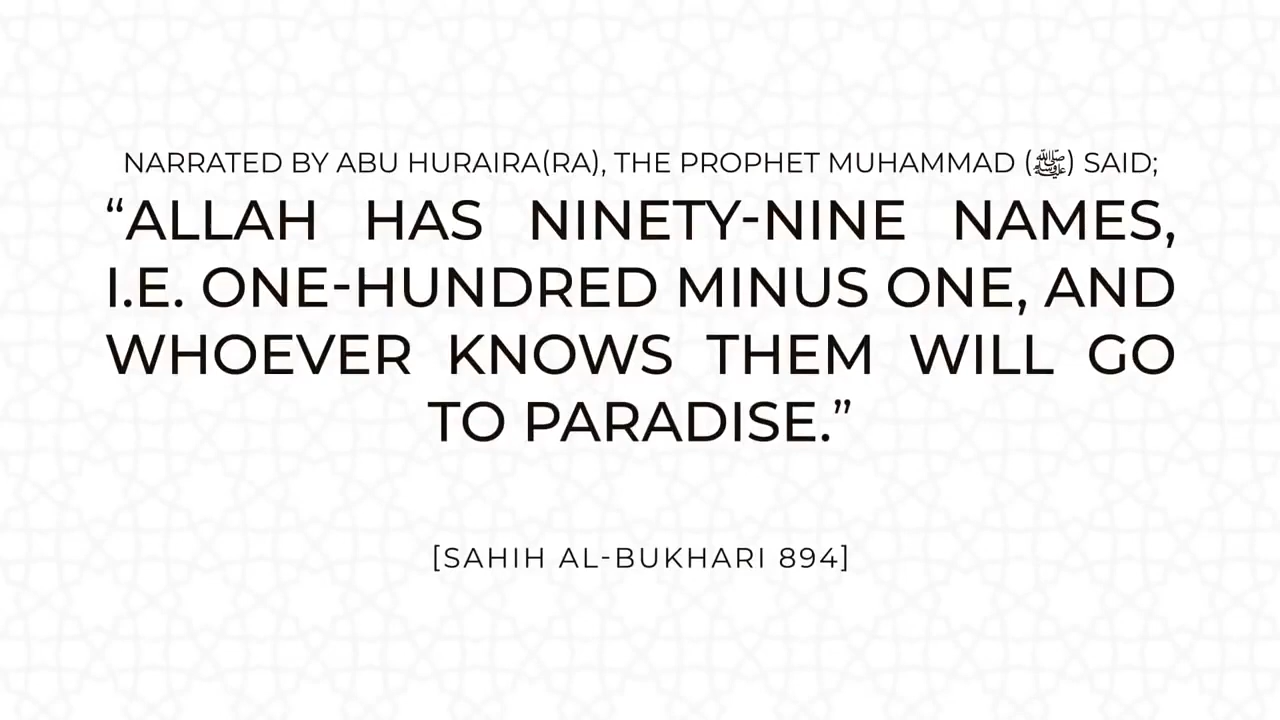 NARRATED BY ABU HURAIRA(RA), THE PROPHET MUHAMMAD (ﷺ) SAID;
“ALLAH HAS NINETY-NINE NAMES,
I.E. ONE-HUNDRED MINUS ONE, AND
WHOEVER KNOWS THEM WILL GO
TO PARADISE.”
[SAHIH AL-BUKHARI 894]